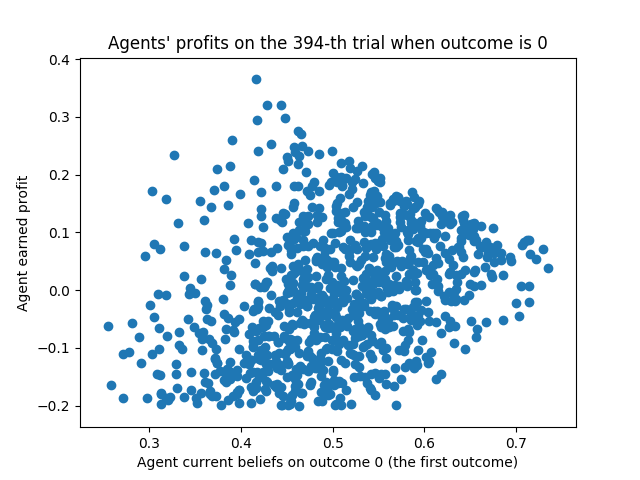 Agents' profits on the 394-th trial when outcome is 0
0.4
0.3
0.2
0.1
0.0
−0.1
−0.2
Agent earned profit
0.3 0.4 0.5 0.6 0.7
Agent current beliefs on outcome 0 (the first outcome)